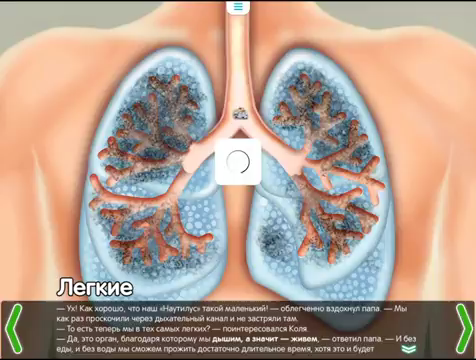 Легкие
— Ух! Как хорошо, что наш «Наутилус» такой маленький! — облегченно вздохнул папа. — Мы
как раз проскочили через дыхательный канал и не застряли там.
— То есть теперь мы в тех самых легких? — поинтересовался Коля.
— Да, это орган, благодаря которому мы дышим, а значит — живем, — ответил папа. — И без
еды, и без воды мы сможем прожить достаточно длительное время, хотя это и будет